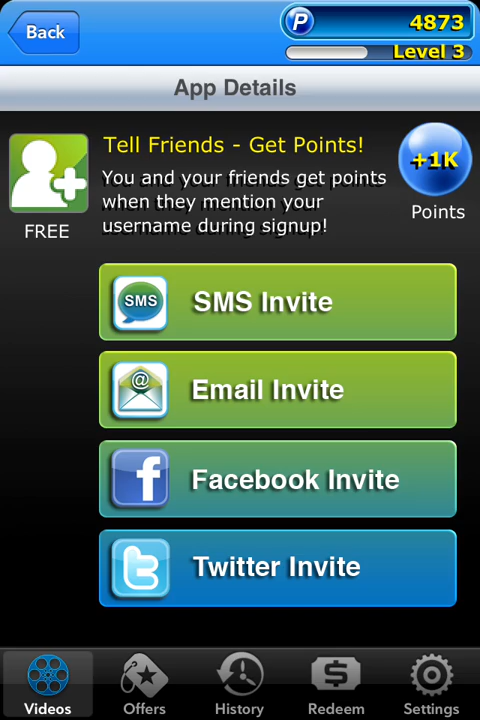 Back
P
4873
Level 3
App Details
Tell Friends - Get Points!
You and your friends get points
when they mention your
username during signup!
+1K
Points
FREE
SMS
SMS Invite
@
Email Invite
f
Facebook Invite
t
Twitter Invite
$
Videos
Offers
History
Redeem
Settings